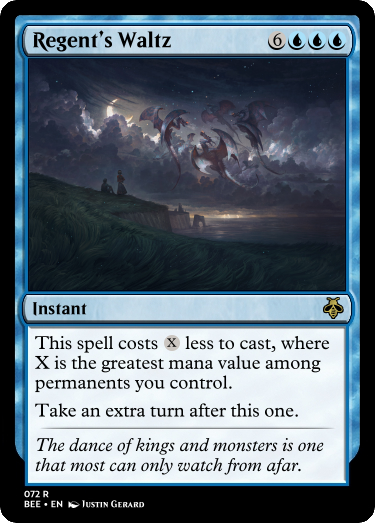 Regent's Waltz 6
Instant
This spell costs X less to cast, where
X is the greatest mana value among
permanents you control.
Take an extra turn after this one.
The dance of kings and monsters is one
that most can only watch from afar.
072 R
BEE • EN Justin Gerard